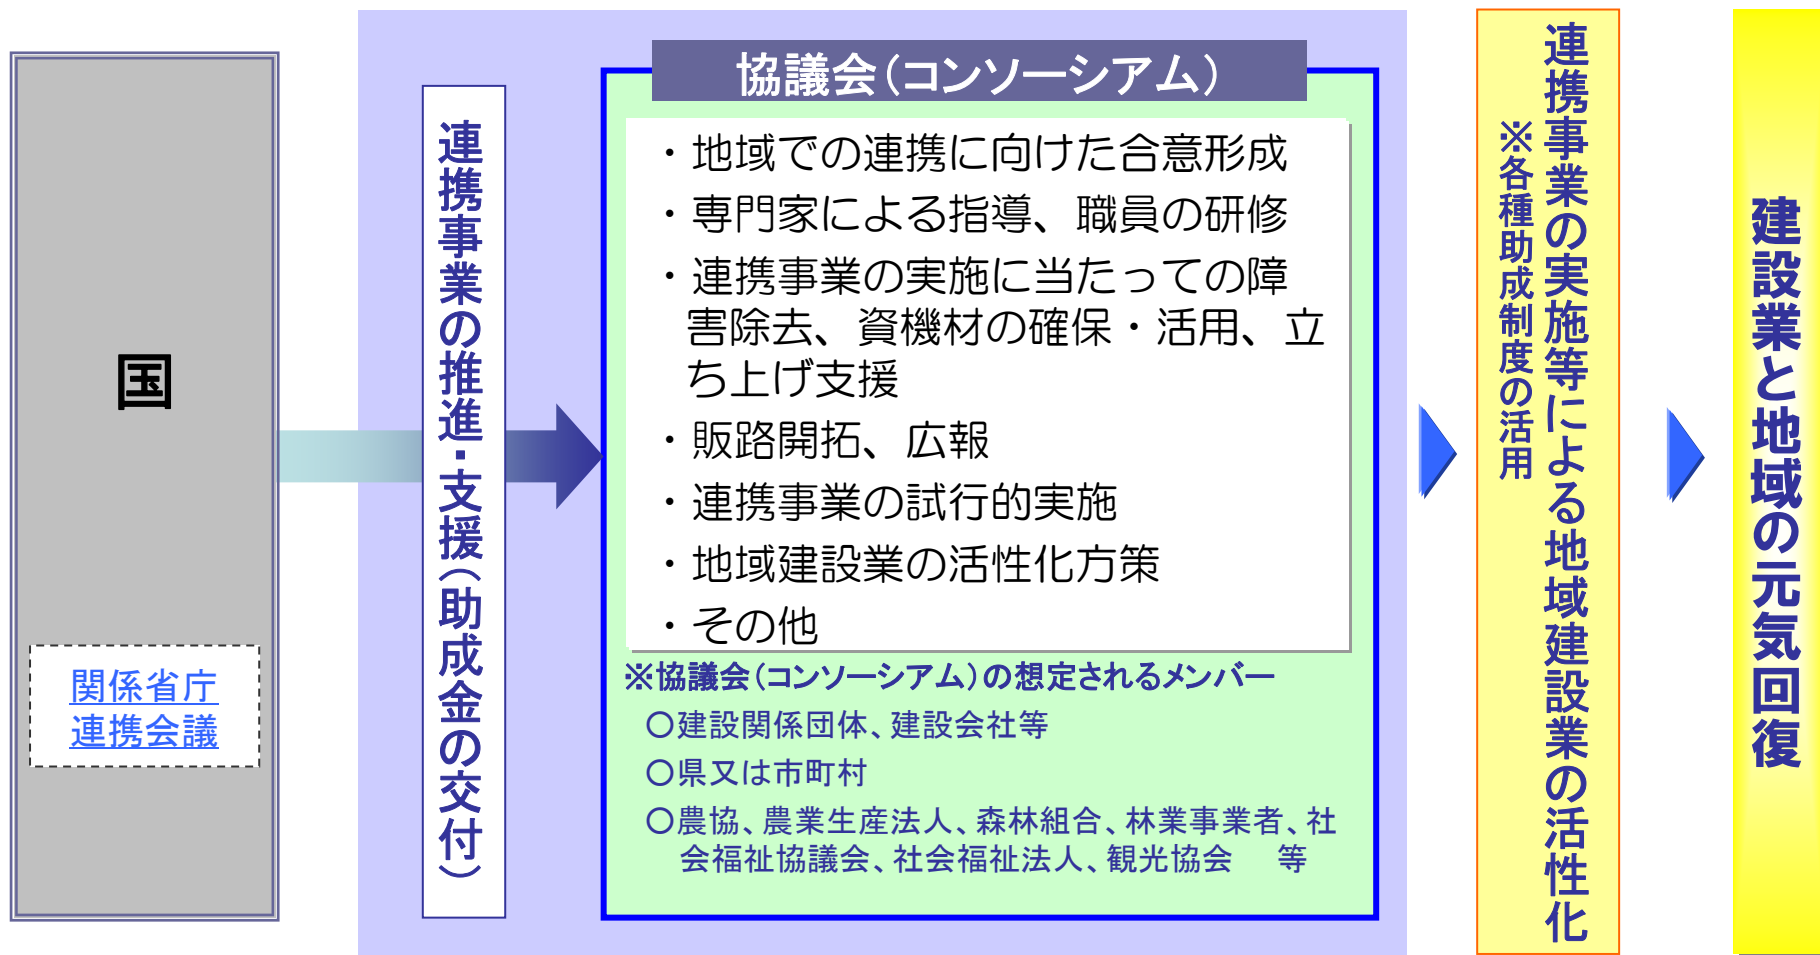 国
関係省庁
連携会議
連携事業の推進・支援（助成金の交付）
協議会（コンソーシアム）
・地域での連携に向けた合意形成
・専門家による指導、職員の研修
・連携事業の実施に当たっての障
害除去、資機材の確保・活用、立
ち上げ支援
・販路開拓、広報
・連携事業の試行的実施
・地域建設業の活性化方策
・その他
※協議会（コンソーシアム）の想定されるメンバー
○建設関係団体、建設会社等
○県又は市町村
○農協、農業生産法人、森林組合、林業事業者、社
会福祉協議会、社会福祉法人、観光協会　等
連携事業の実施等による地域建設業の活性化
※各種助成制度の活用
建設業と地域の元気回復